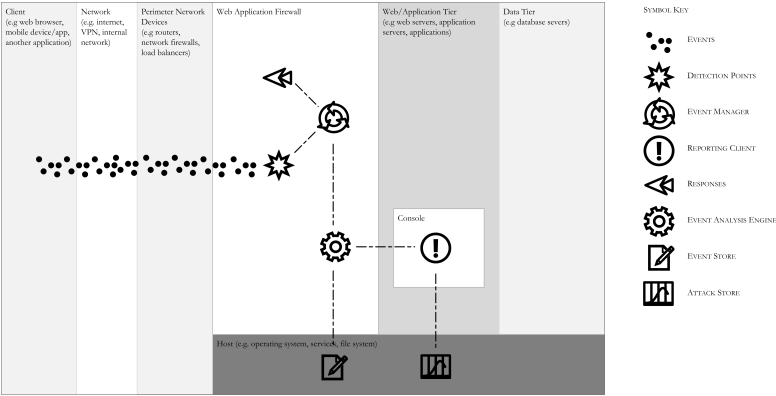 Client
(e.g web browser,
mobile device/app,
another application)
Network
(e.g. internet,
VPN, internal
network)
Perimeter Network
Devices
(e.g routers,
network firewalls,
load balancers)
Web Application Firewall
Web/Application Tier
(e.g web servers, application
servers, applications)
Data Tier
(e.g database severs)
Console
Host (e.g. operating system, services, file system)
SYMBOL KEY
EVENTS
DETECTION POINTS
EVENT MANAGER
REPORTING CLIENT
RESPONSES
EVENT ANALYSIS ENGINE
EVENT STORE
ATTACK STORE